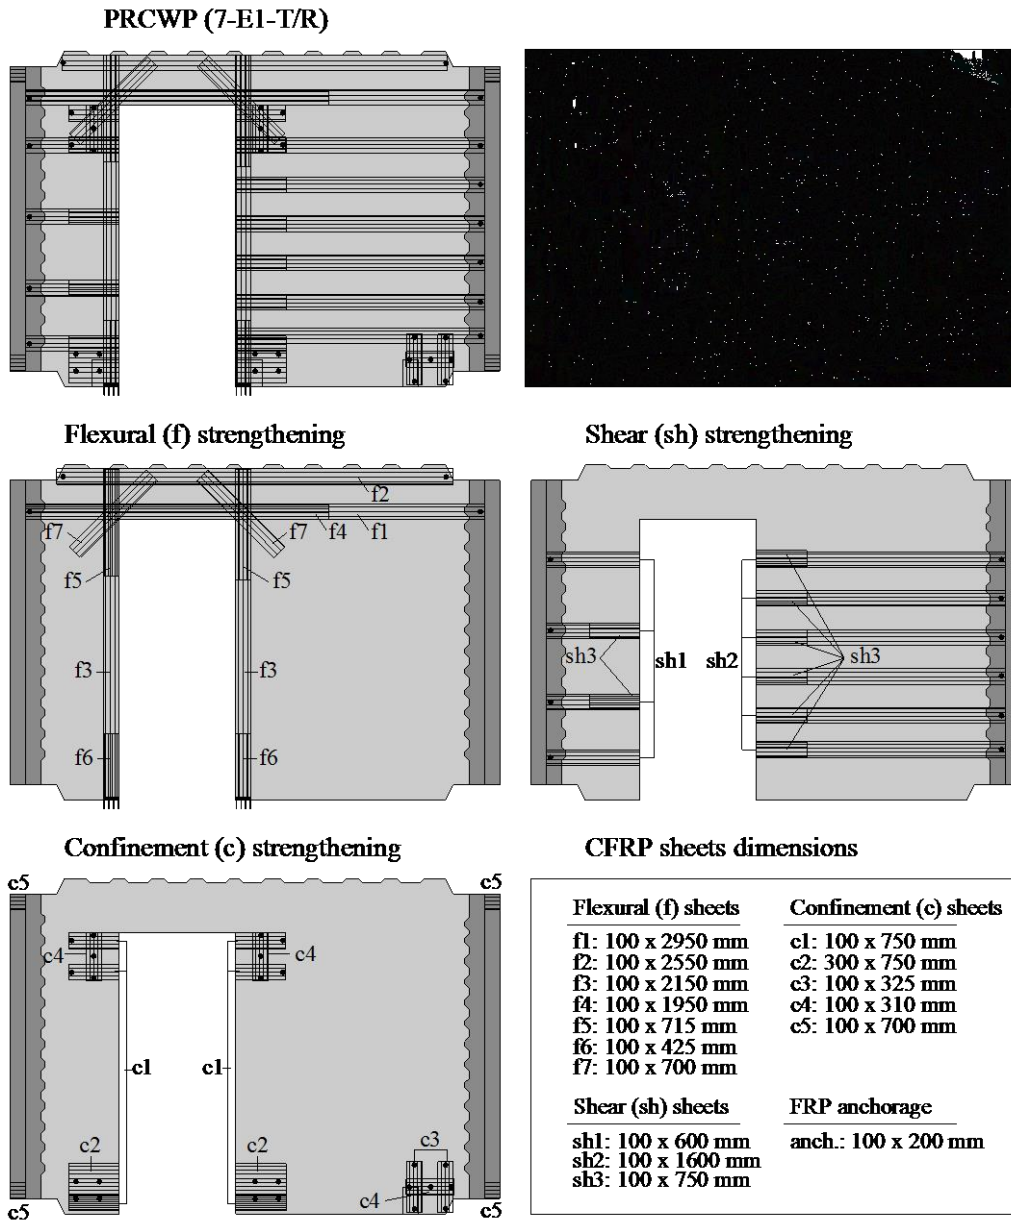 PRCWP (7-E1-T/R)
Flexural (f) strengthening
f2
f7
f7
f4
f1
f5
f5
f3
f3
f6
f6
Shear (sh) strengthening
sh3
sh1
sh2
sh3
Confinement (c) strengthening
c5
c5
c4
c4
c1
c1
c2
c2
c3
c4
c5
c5
CFRP sheets dimensions
Flexural (f) sheets
f1: 100 x 2950 mm
f2: 100 x 2550 mm
f3: 100 x 2150 mm
f4: 100 x 1950 mm
f5: 100 x 715 mm
f6: 100 x 425 mm
f7: 100 x 700 mm
Confinement (c) sheets
c1: 100 x 750 mm
c2: 300 x 750 mm
c3: 100 x 325 mm
c4: 100 x 310 mm
c5: 100 x 700 mm
Shear (sh) sheets
sh1: 100 x 600 mm
sh2: 100 x 1600 mm
sh3: 100 x 750 mm
FRP anchorage
anch.: 100 x 200 mm